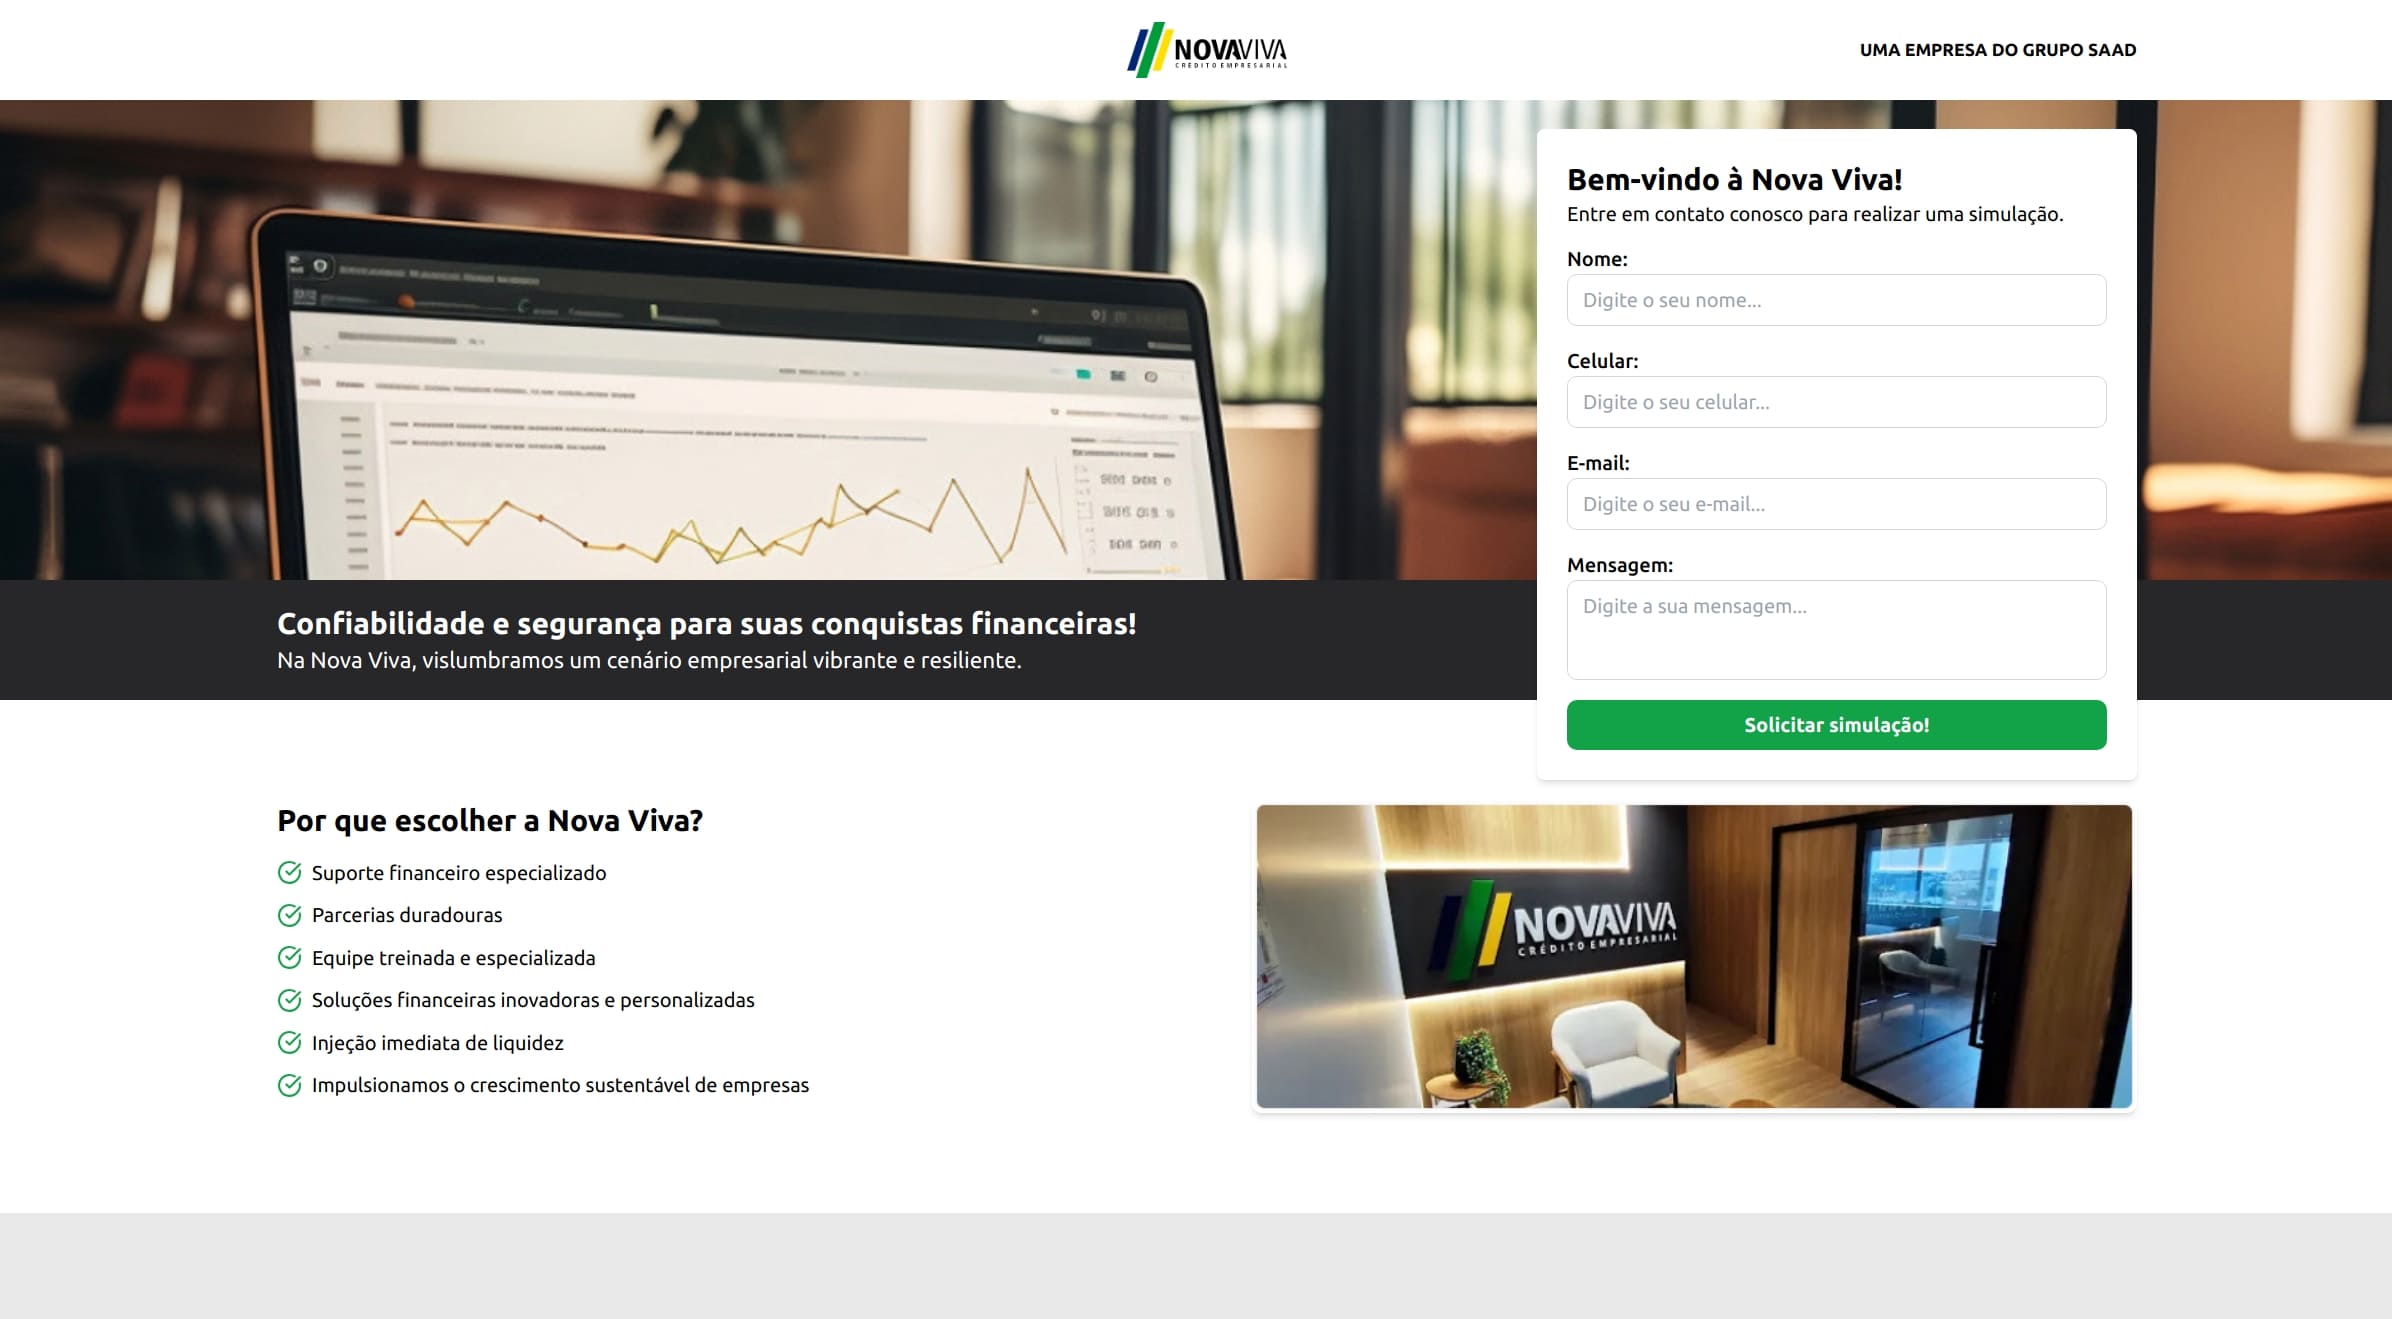 NOVAVIVA
CRÉDITO EMPRESARIAL
UMA EMPRESA DO GRUPO SAAD
Bem-vindo à Nova Viva!
Entre em contato conosco para realizar uma simulação.
Nome:
Digite o seu nome...
Celular:
Digite o seu celular...
E-mail:
Digite o seu e-mail...
Mensagem:
Digite a sua mensagem...
Solicitar simulação!
Confiabilidade e segurança para suas conquistas financeiras!
Na Nova Viva, vislumbramos um cenário empresarial vibrante e resiliente.
Por que escolher a Nova Viva?
Suporte financeiro especializado
Parcerias duradouras
Equipe treinada e especializada
Soluções financeiras inovadoras e personalizadas
Injeção imediata de liquidez
Impulsionamos o crescimento sustentável de empresas
NOVAVIVA
CRÉDITO EMPRESARIAL